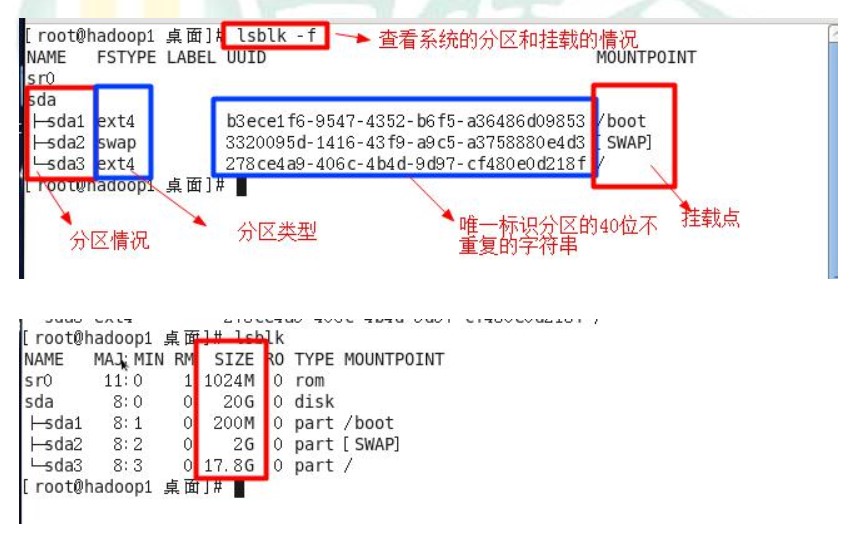 [root@hadoop1 桌面]# lsblk -f 查看系统的分区和挂载的情况
NAME FSTYPE LABEL UUID MOUNTPOINT
sr0
sda
├─sda1 ext4 b3ece1f6-9547-4352-b6f5-a36486d09853 /boot
├─sda2 swap 3320095d-1416-43f9-a9c5-a3758880e4d3 [SWAP]
└─sda3 ext4 278ce4a9-406c-4b4d-9d97-cf480e0d218f /
[root@hadoop1 桌面]#
分区情况
分区类型
唯一标识分区的40位不
重复的字符串
挂载点
[root@hadoop1 桌面]# lsblk
NAME MAJ:MIN RM SIZE RO TYPE MOUNTPOINT
sr0 11:0 1 1024M 0 rom
sda 8:0 0 20G 0 disk
├─sda1 8:1 0 200M 0 part /boot
├─sda2 8:2 0 2G 0 part [SWAP]
└─sda3 8:3 0 17.8G 0 part /
[root@hadoop1 桌面]#